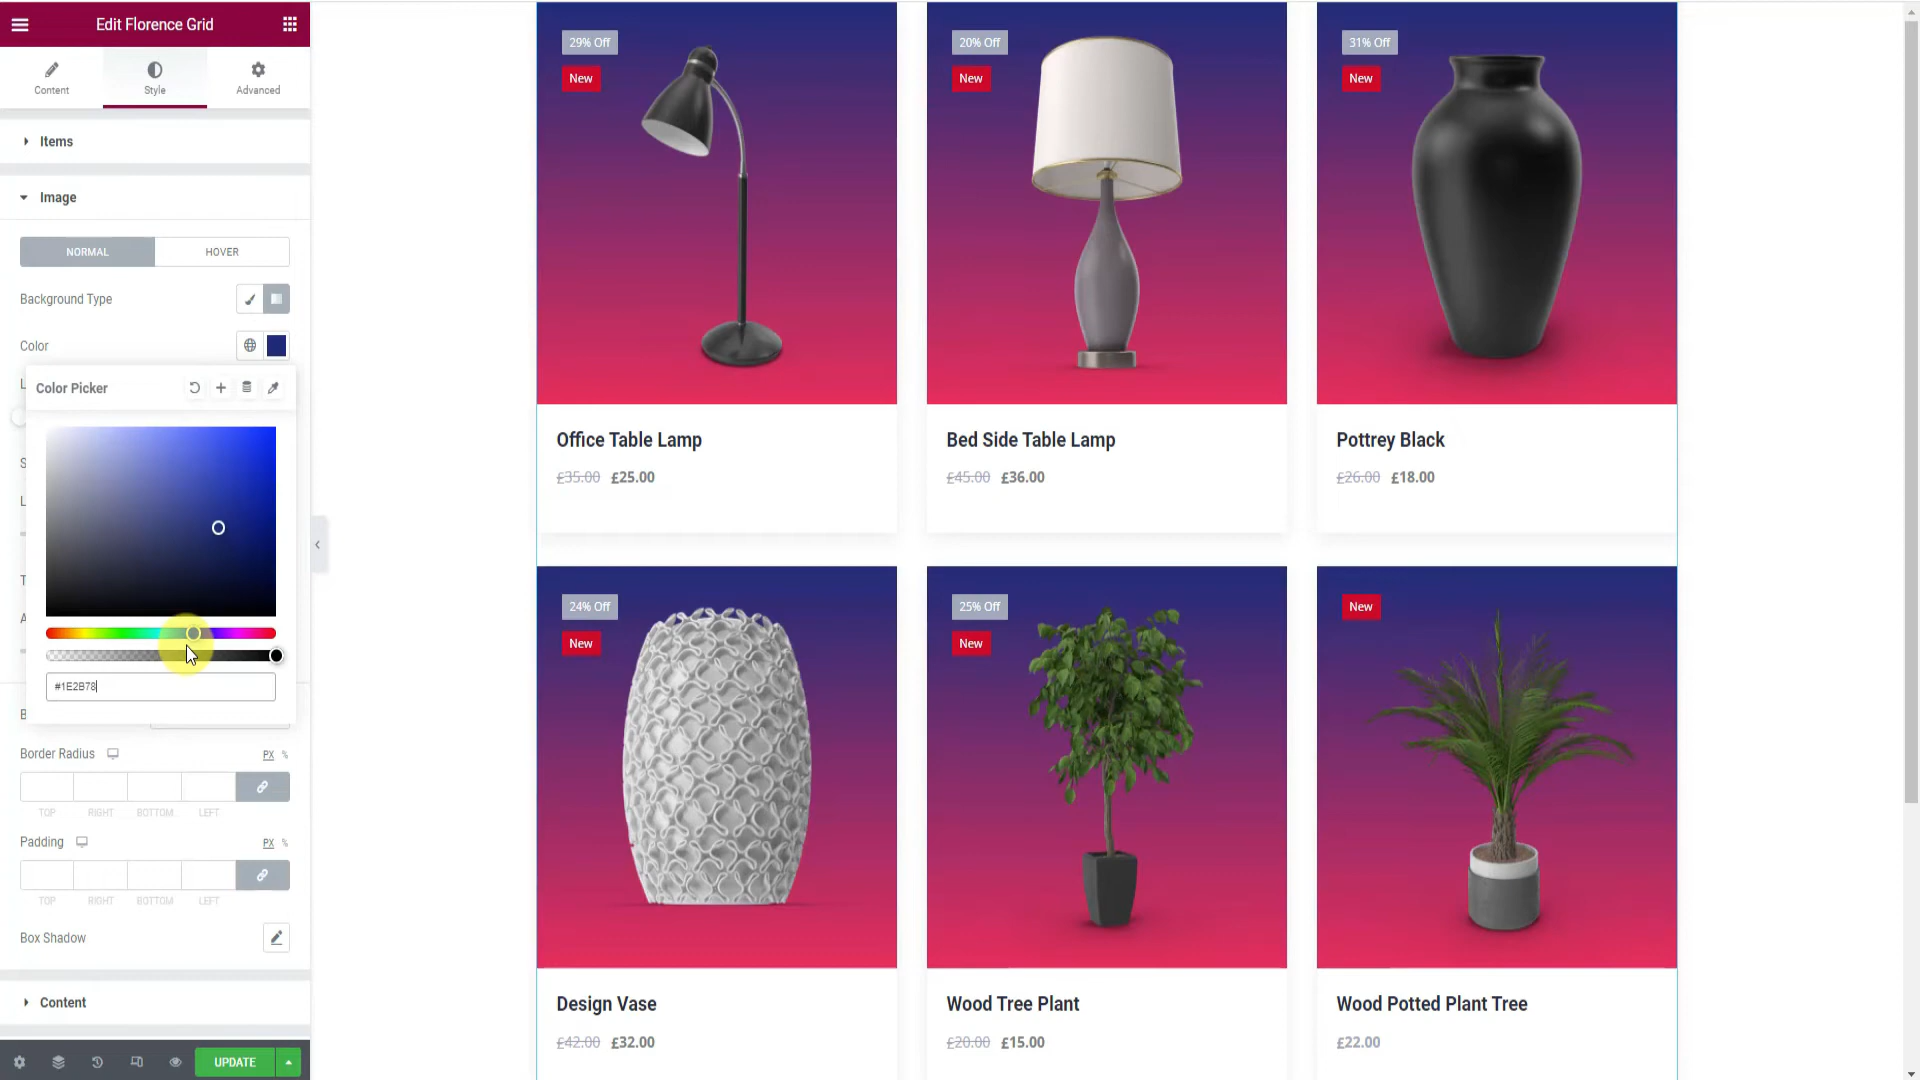 Edit Florence Grid
Content
Style
Advanced
Items
Image
NORMAL
HOVER
Background Type
Color
L
Color Picker
S
L
T
A
#1E2B78
B
Border Radius
PX %
TOP RIGHT BOTTOM LEFT
Padding
PX %
TOP RIGHT BOTTOM LEFT
Box Shadow
Content
UPDATE
29% Off
New
Office Table Lamp
£35.00 £25.00
20% Off
New
Bed Side Table Lamp
£45.00 £36.00
31% Off
New
Pottrey Black
£26.00 £18.00
24% Off
New
Design Vase
£42.00 £32.00
25% Off
New
Wood Tree Plant
£20.00 £15.00
New
Wood Potted Plant Tree
£22.00